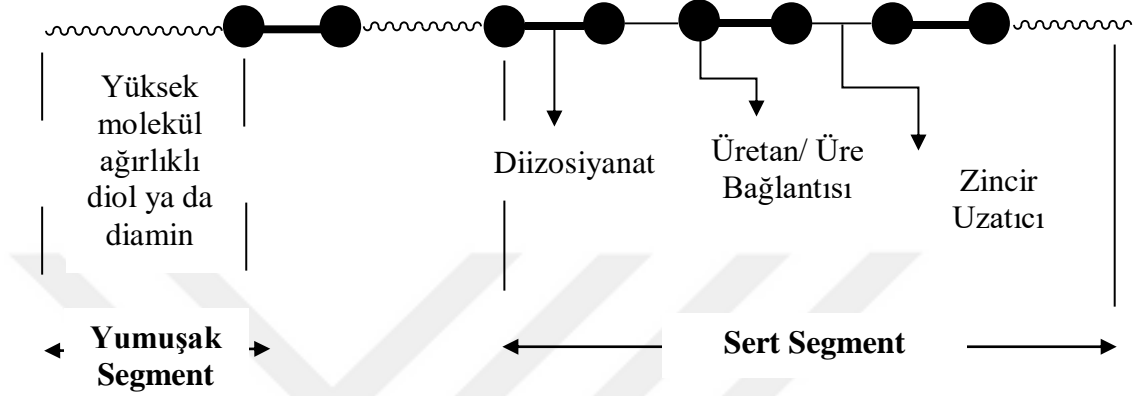 Yüksek
molekül
ağırlıklı
diol ya da
diamin
Diizosiyanat
Üretan/ Üre
Bağlantısı
Zincir
Uzatıcı
Yumuşak
Segment
Sert Segment